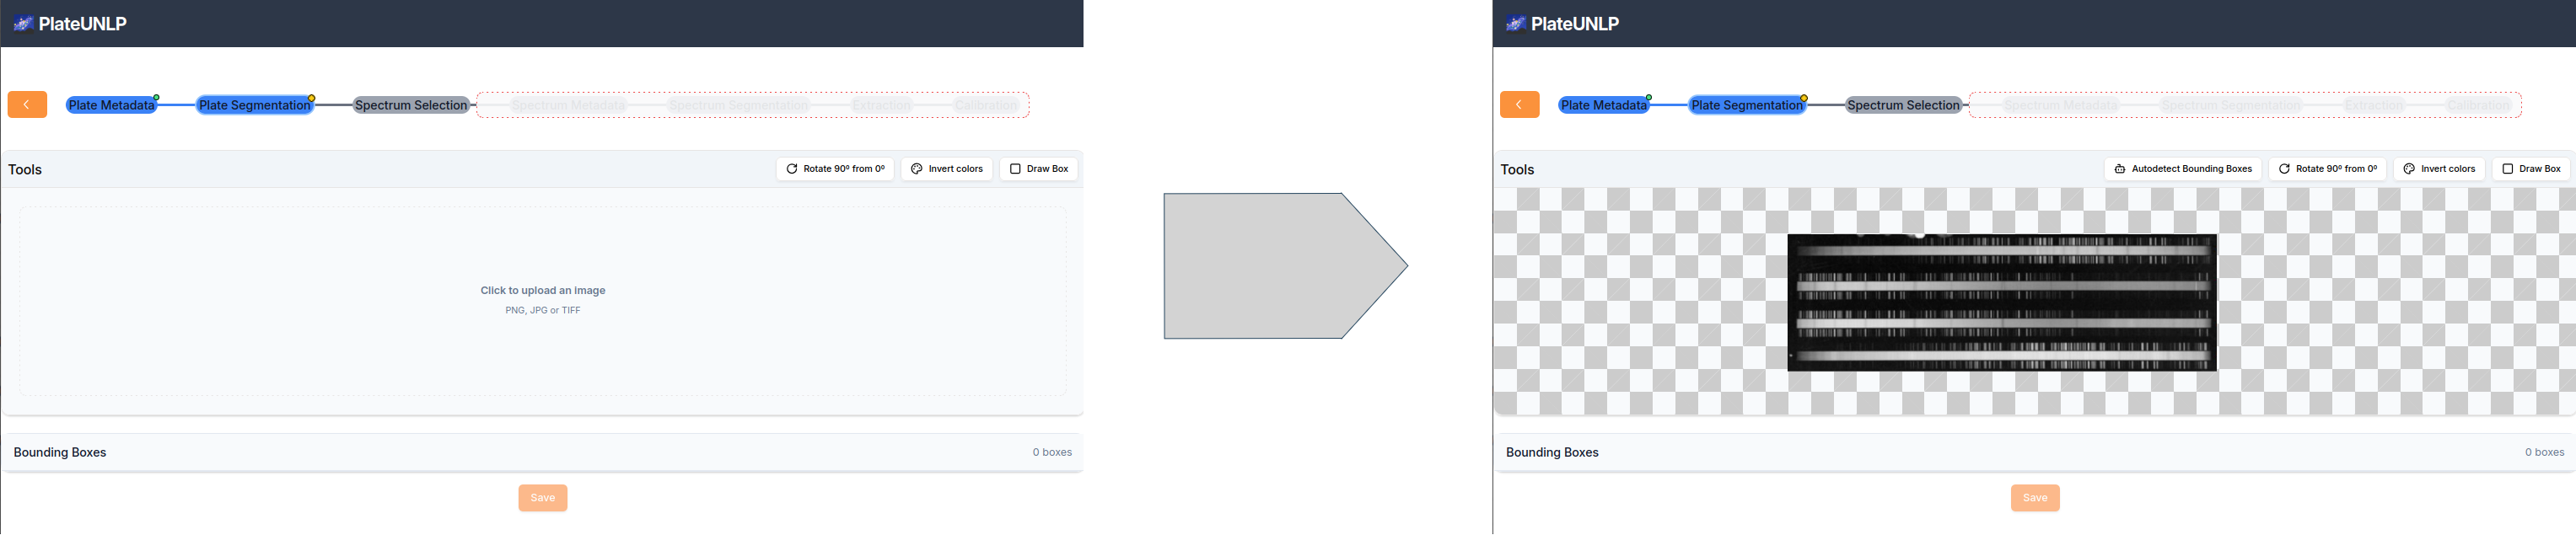 PlateUNLP
Plate Metadata Plate Segmentation Spectrum Selection Spectrum Metadata Spectrum Segmentation Extraction Calibration
Tools Rotate 90º from 0º Invert colors Draw Box
Click to upload an image
PNG, JPG or TIFF
Bounding Boxes 0 boxes
Save
PlateUNLP
Plate Metadata Plate Segmentation Spectrum Selection Spectrum Metadata Spectrum Segmentation Extraction Calibration
Tools Autodetect Bounding Boxes Rotate 90º from 0º Invert colors Draw Box
Bounding Boxes 0 boxes
Save